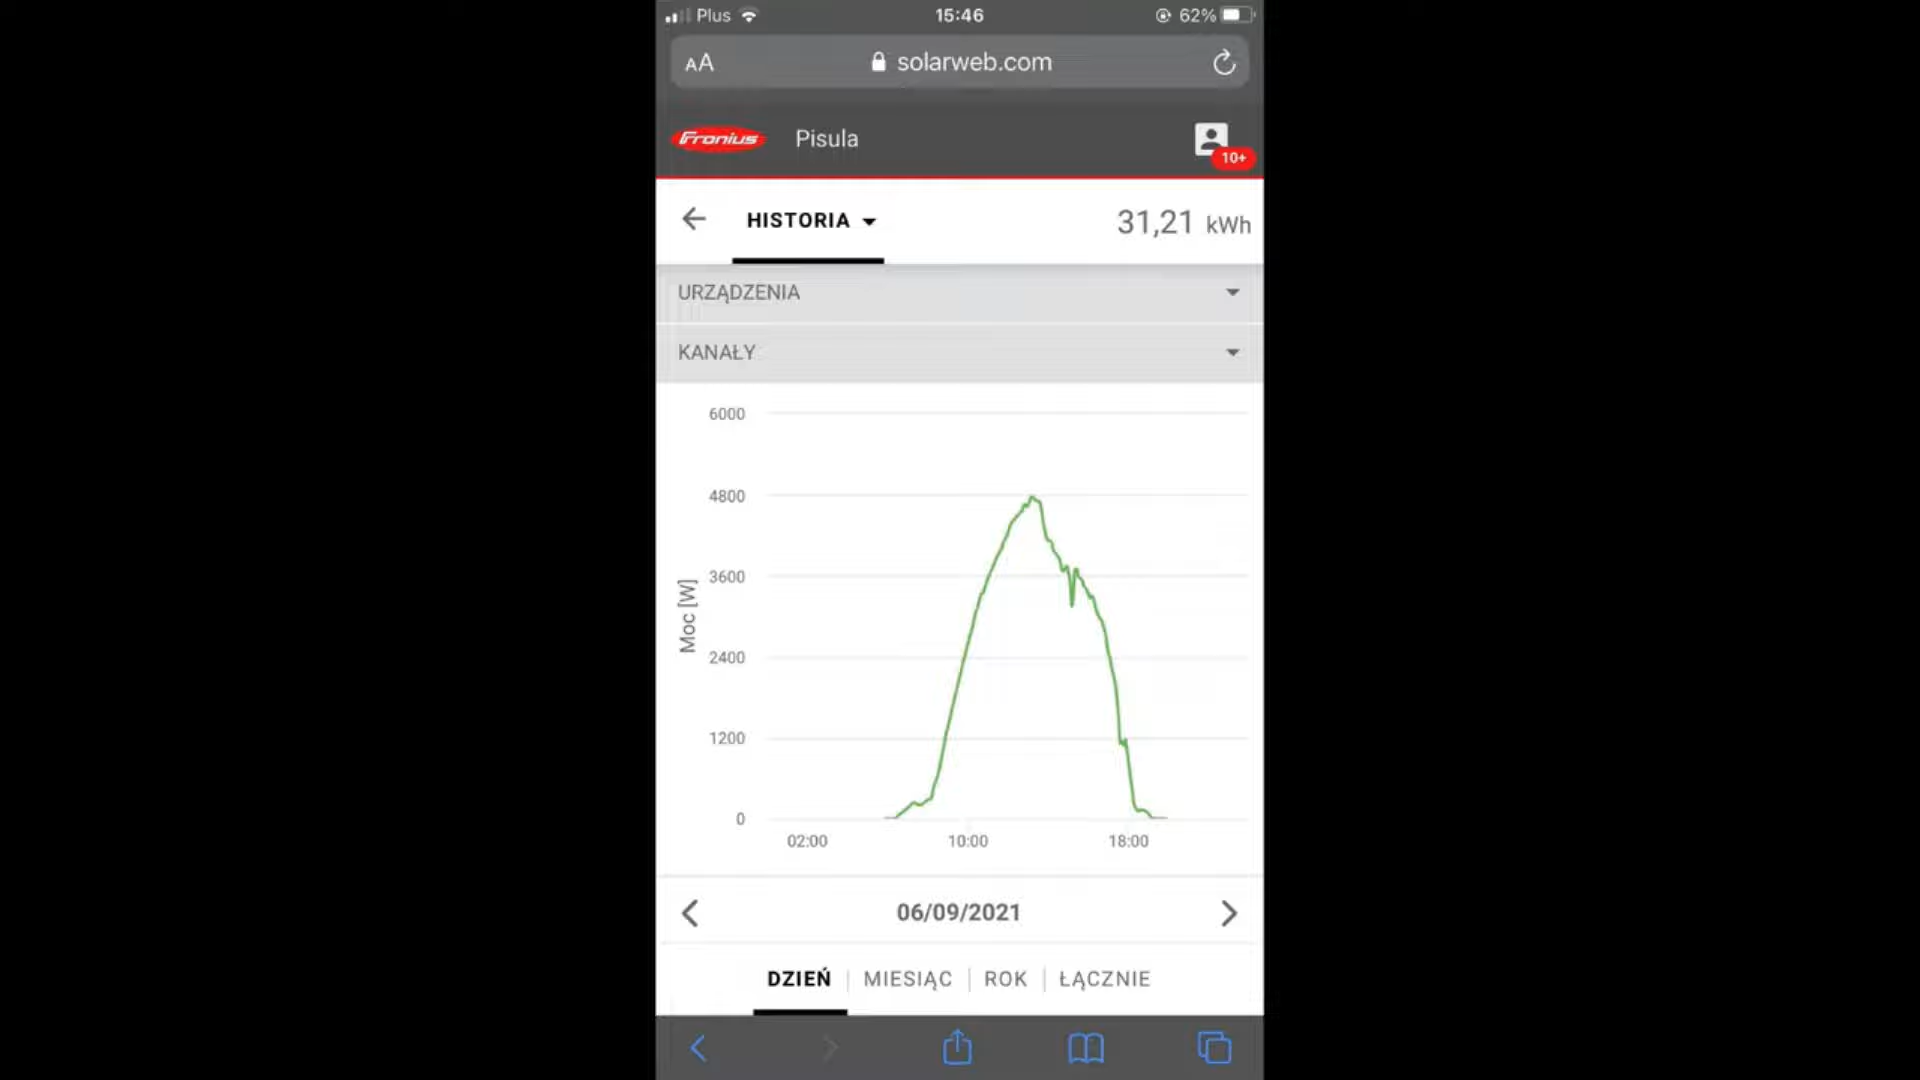 Plus 15:46 62%
AA solarweb.com
Fronius Pisula
10+
HISTORIA 31,21 kWh
URZĄDZENIA
KANAŁY
Moc [W]
6000
4800
3600
2400
1200
0
02:00 10:00 18:00
06/09/2021
DZIEŃ MIESIĄC ROK ŁĄCZNIE